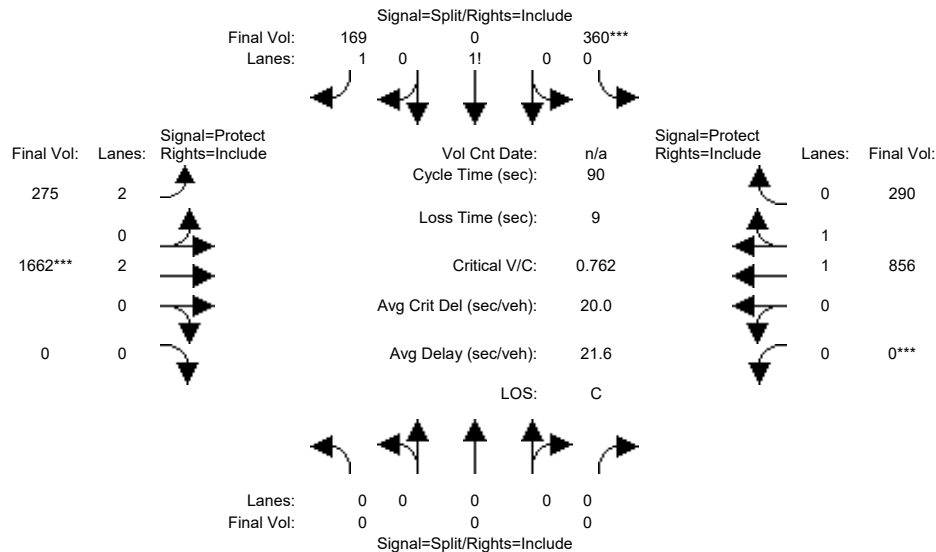 Signal=Split/Rights=Include
Final Vol: 169 0 360***
Lanes: 1 0 1! 0 0
Signal=Protect Signal=Protect
Final Vol: Lanes: Rights=Include Vol Cnt Date: n/a Rights=Include Lanes: Final Vol:
Cycle Time (sec): 90
275 2 0 290
Loss Time (sec): 9
0 1
1662*** 2 Critical V/C: 0.762 1 856
0 Avg Crit Del (sec/veh): 20.0 0
0 0 Avg Delay (sec/veh): 21.6 0 0***
LOS: C
Lanes: 0 0 0 0 0
Final Vol: 0 0 0
Signal=Split/Rights=Include